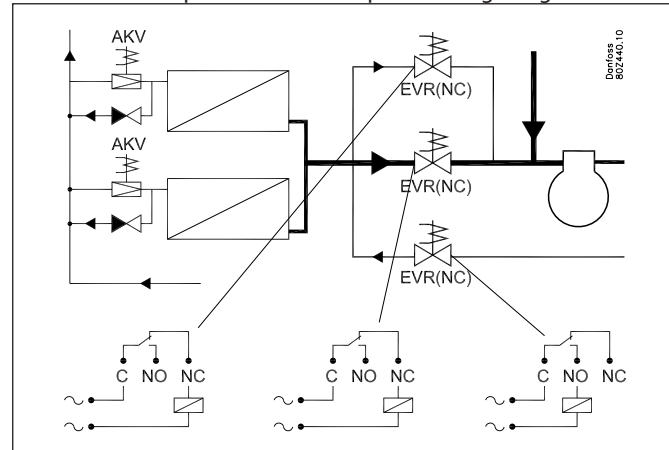 AKV
EVR(NC)
Danfoss
80Z440.10
AKV
EVR(NC)
EVR(NC)
C NO NC
C NO NC
C NO NC